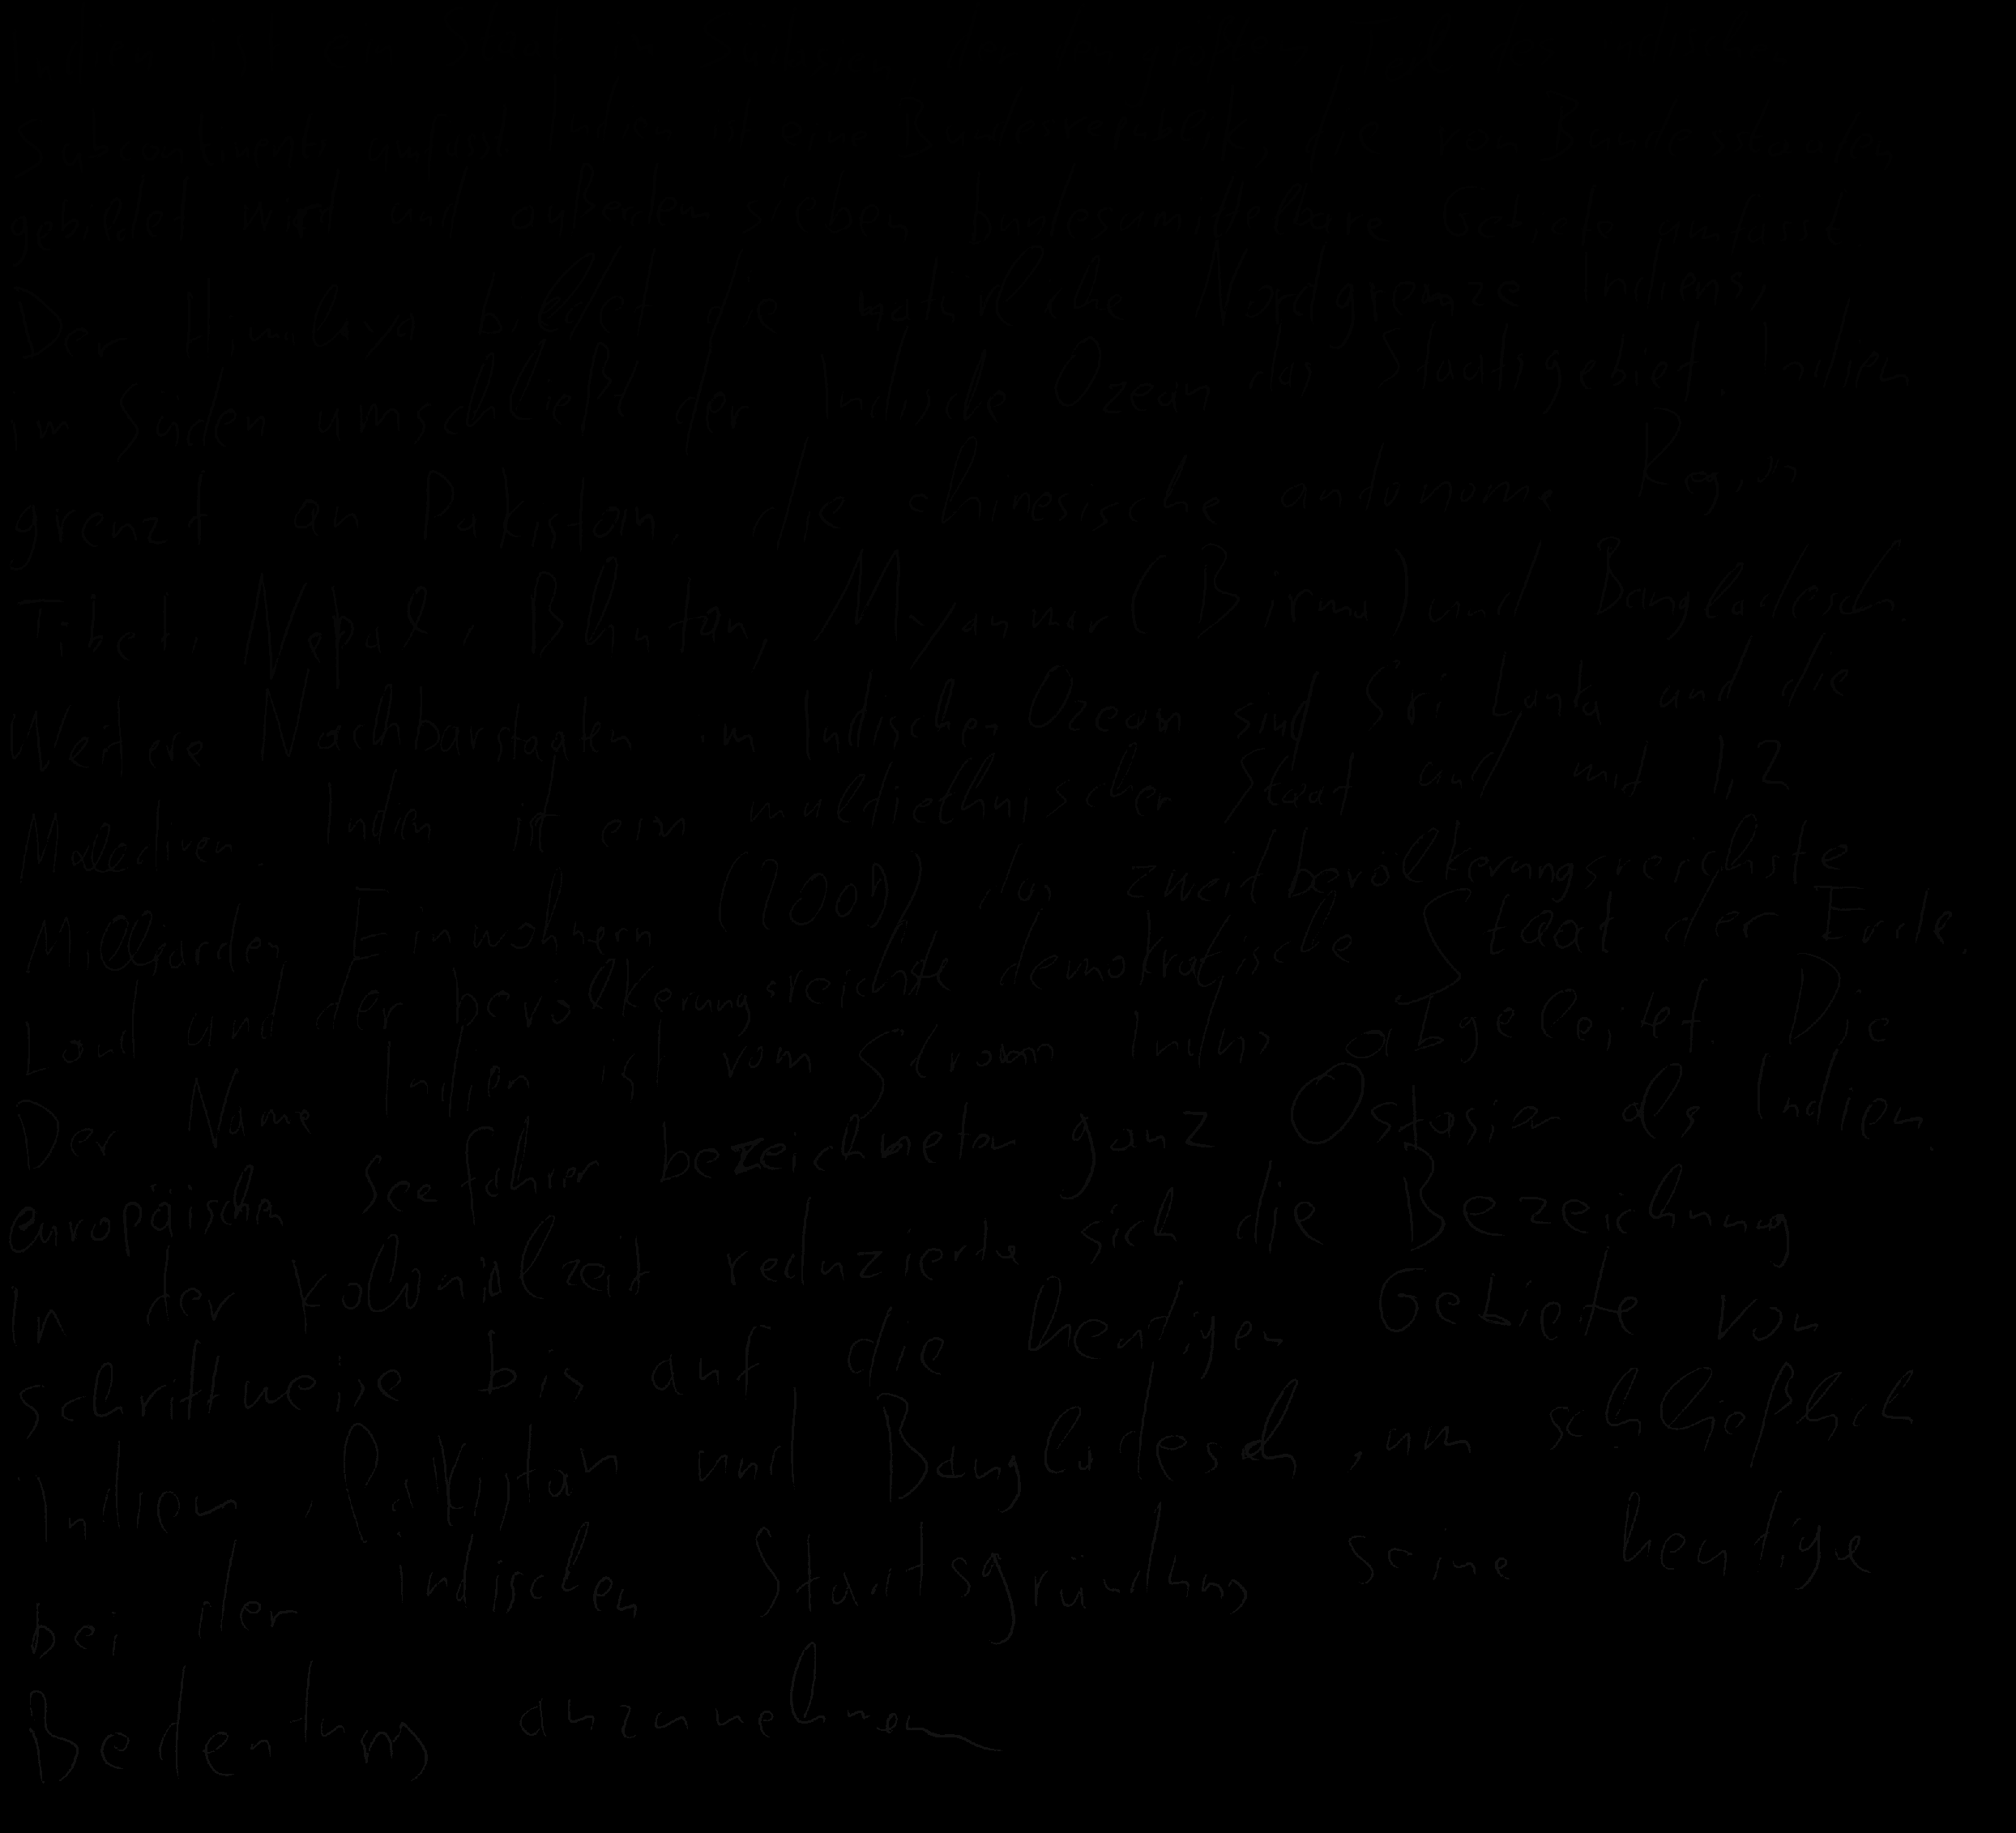 Subkontinents umfasst. Indien ist eine Bundesrepublik, die von Bundesstaaten
gebildet wird und außerdem sieben bundesunmittelbare Gebiete umfasst
Der Himalaya bildet die natürliche Nordgrenze Indiens,
im Süden umschließt der Indische Ozean das Staatsgebiet. Indien
grenzt an Pakistan, die chinesische autonome Region
Tibet, Nepal, Bhutan, Myanmar (Birma) und Bangladesch.
Weitere Nachbarstaaten im Indischen Ozean sind Sri Lanka und die
Malediven. Indien ist ein multiethnischer Staat und mit 1,2
Milliarden Einwohnern das zweitbevölkerungsreichste
Land und der bevölkerungsreichste demokratische Staat der Erde.
Der Name Indien ist vom Strom Indus abgeleitet. Die
europäischen Seefahrer bezeichneten ganz Ostasien als Indien.
In der Kolonialzeit reduzierte sich die Bezeichnung
schrittweise bis auf die heutigen Gebiete von
Indien, Pakistan und Bangladesch, um schließlich
bei der indischen Staatsgründung seine heutige
Bedeutung anzunehmen